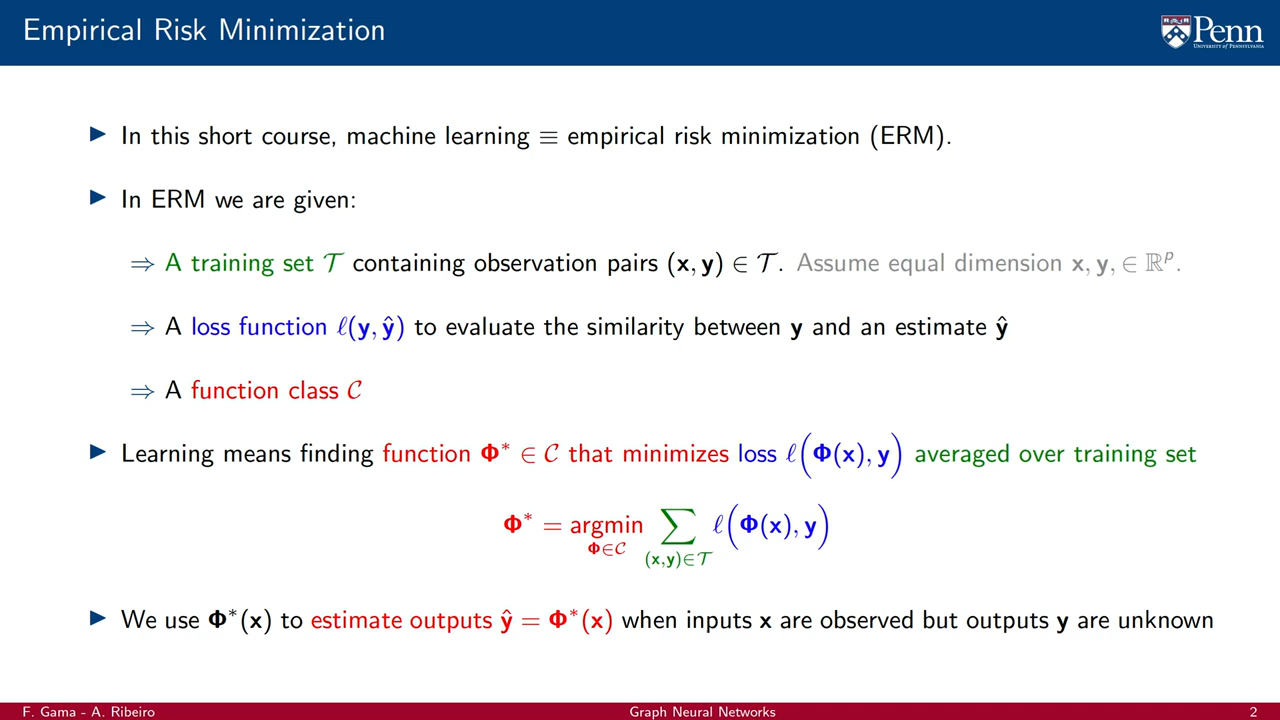 Empirical Risk Minimization
Penn
UNIVERSITY of PENNSYLVANIA
▶ In this short course, machine learning ≡ empirical risk minimization (ERM).
▶ In ERM we are given:
⇒ A training set 𝒯 containing observation pairs (x, y) ∈ 𝒯. Assume equal dimension x, y, ∈ ℝᵖ.
⇒ A loss function ℓ(y, ŷ) to evaluate the similarity between y and an estimate ŷ
⇒ A function class 𝒞
▶ Learning means finding function Φ* ∈ 𝒞 that minimizes loss ℓ(Φ(x), y) averaged over training set
Φ* = argmin ∑ ℓ(Φ(x), y)
Φ∈𝒞 (x,y)∈𝒯
▶ We use Φ*(x) to estimate outputs ŷ = Φ*(x) when inputs x are observed but outputs y are unknown
F. Gama - A. Ribeiro Graph Neural Networks 2